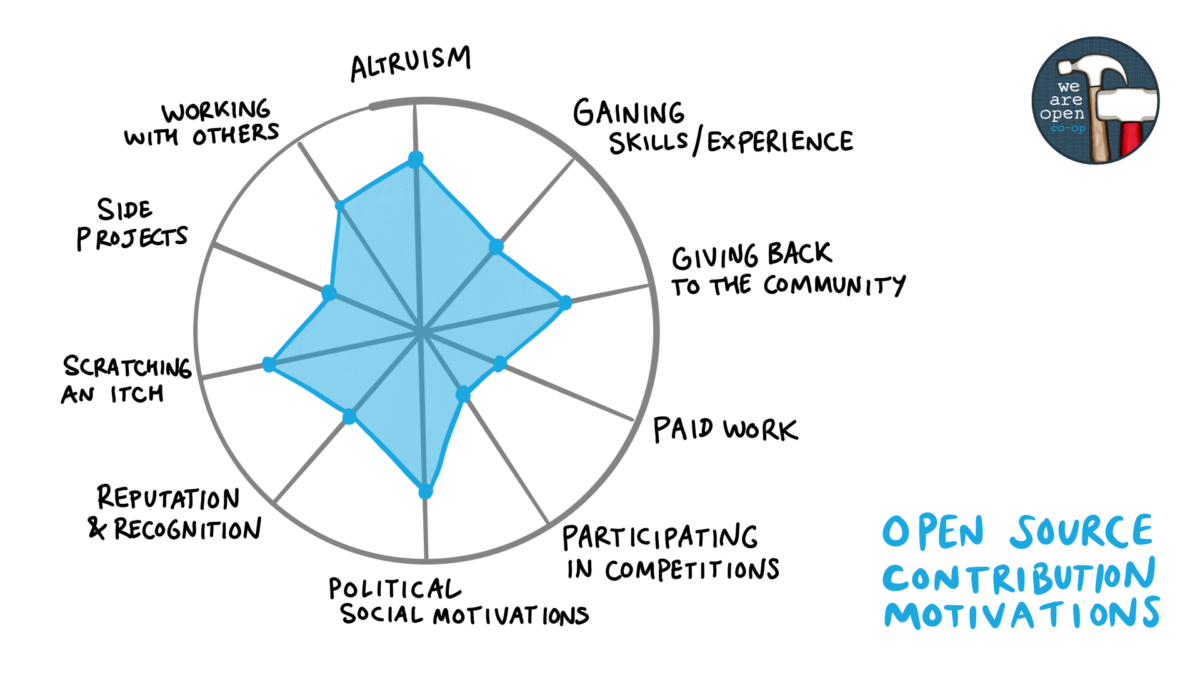 ALTRUISM
GAINING
SKILLS/EXPERIENCE
GIVING BACK
TO THE COMMUNITY
PAID WORK
PARTICIPATING
IN COMPETITIONS
POLITICAL
SOCIAL MOTIVATIONS
REPUTATION
& RECOGNITION
SCRATCHING
AN ITCH
SIDE
PROJECTS
WORKING
WITH OTHERS
we
are
open
co-op
OPEN SOURCE
CONTRIBUTION
MOTIVATIONS